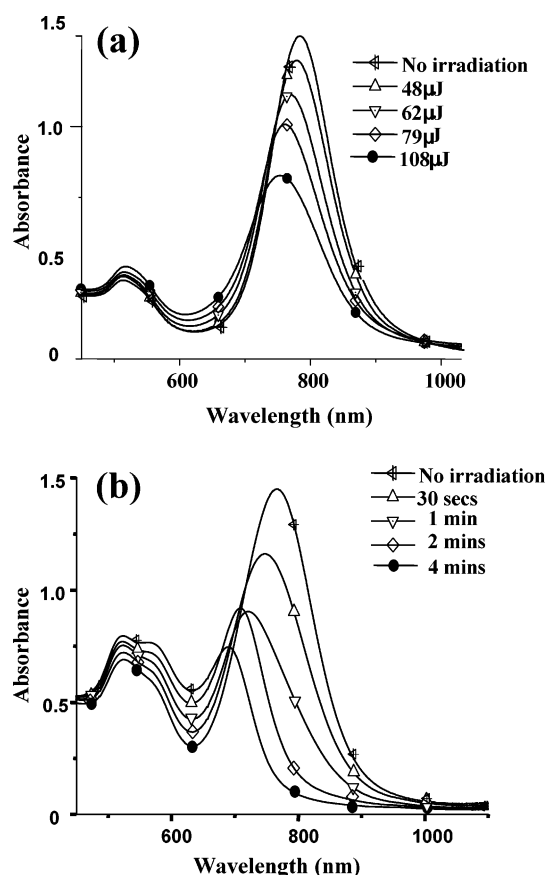 (a)
1.5
1.0
0.5
0
Absorbance
No irradiation
48μJ
62μJ
79μJ
108μJ
600
800
1000
Wavelength (nm)
(b)
1.5
1.0
0.5
0
Absorbance
No irradiation
30 secs
1 min
2 mins
4 mins
600
800
1000
Wavelength (nm)